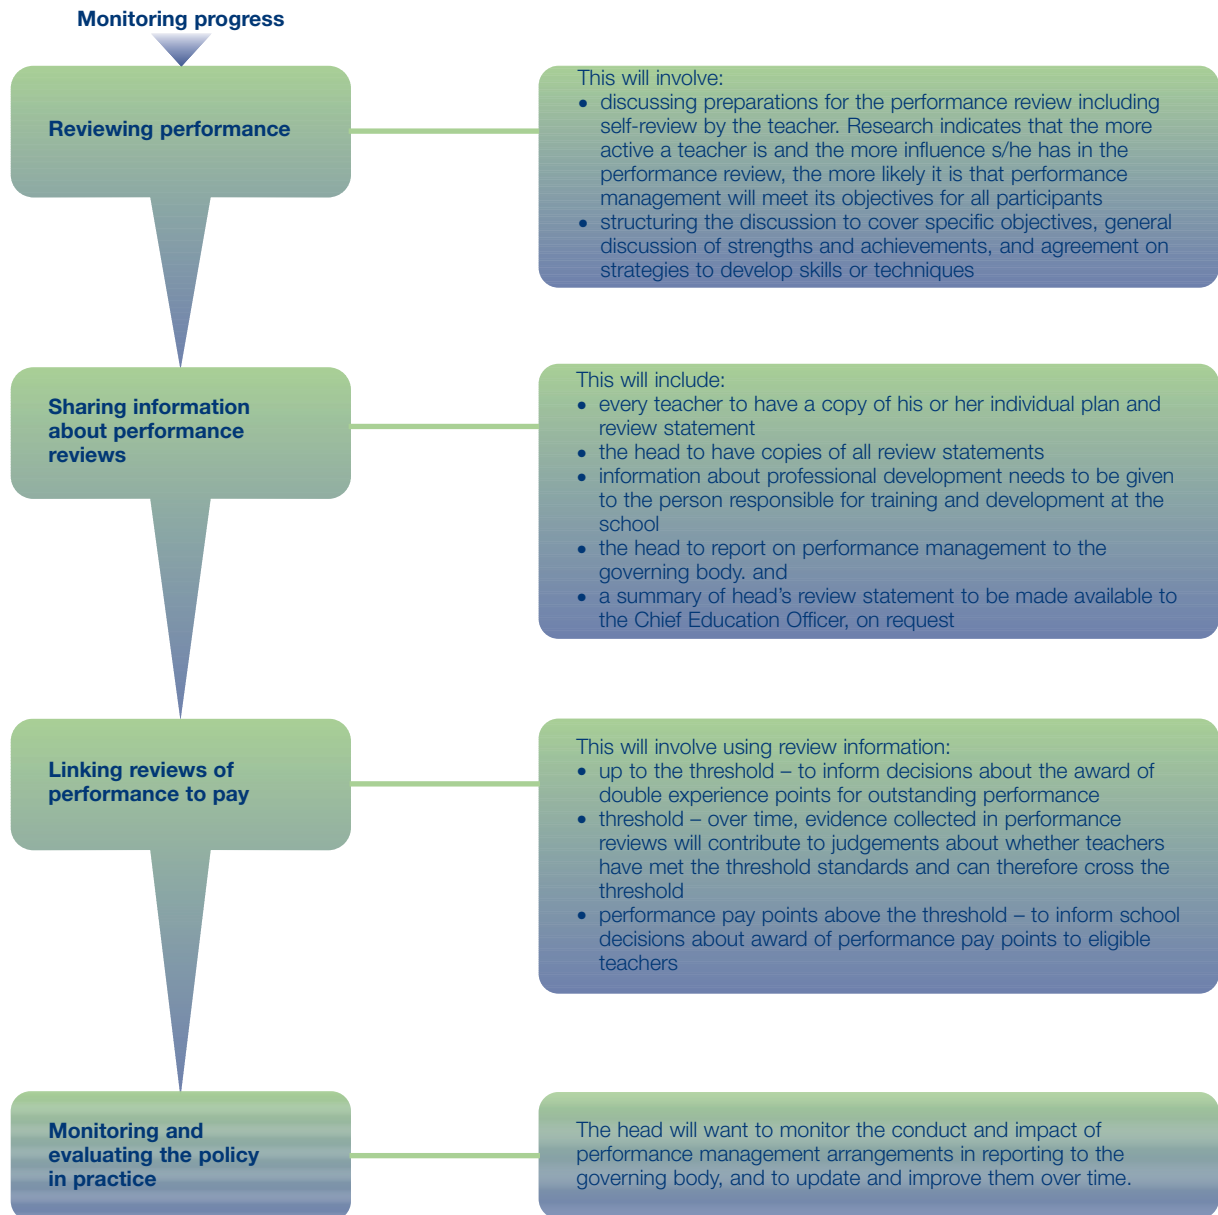 Monitoring progress
Reviewing performance
This will involve:
• discussing preparations for the performance review including
self-review by the teacher. Research indicates that the more
active a teacher is and the more influence s/he has in the
performance review, the more likely it is that performance
management will meet its objectives for all participants
• structuring the discussion to cover specific objectives, general
discussion of strengths and achievements, and agreement on
strategies to develop skills or techniques
Sharing information
about performance
reviews
This will include:
• every teacher to have a copy of his or her individual plan and
review statement
• the head to have copies of all review statements
• information about professional development needs to be given
to the person responsible for training and development at the
school
• the head to report on performance management to the
governing body. and
• a summary of head's review statement to be made available to
the Chief Education Officer, on request
Linking reviews of
performance to pay
This will involve using review information:
• up to the threshold – to inform decisions about the award of
double experience points for outstanding performance
• threshold – over time, evidence collected in performance
reviews will contribute to judgements about whether teachers
have met the threshold standards and can therefore cross the
threshold
• performance pay points above the threshold – to inform school
decisions about award of performance pay points to eligible
teachers
Monitoring and
evaluating the policy
in practice
The head will want to monitor the conduct and impact of
performance management arrangements in reporting to the
governing body, and to update and improve them over time.